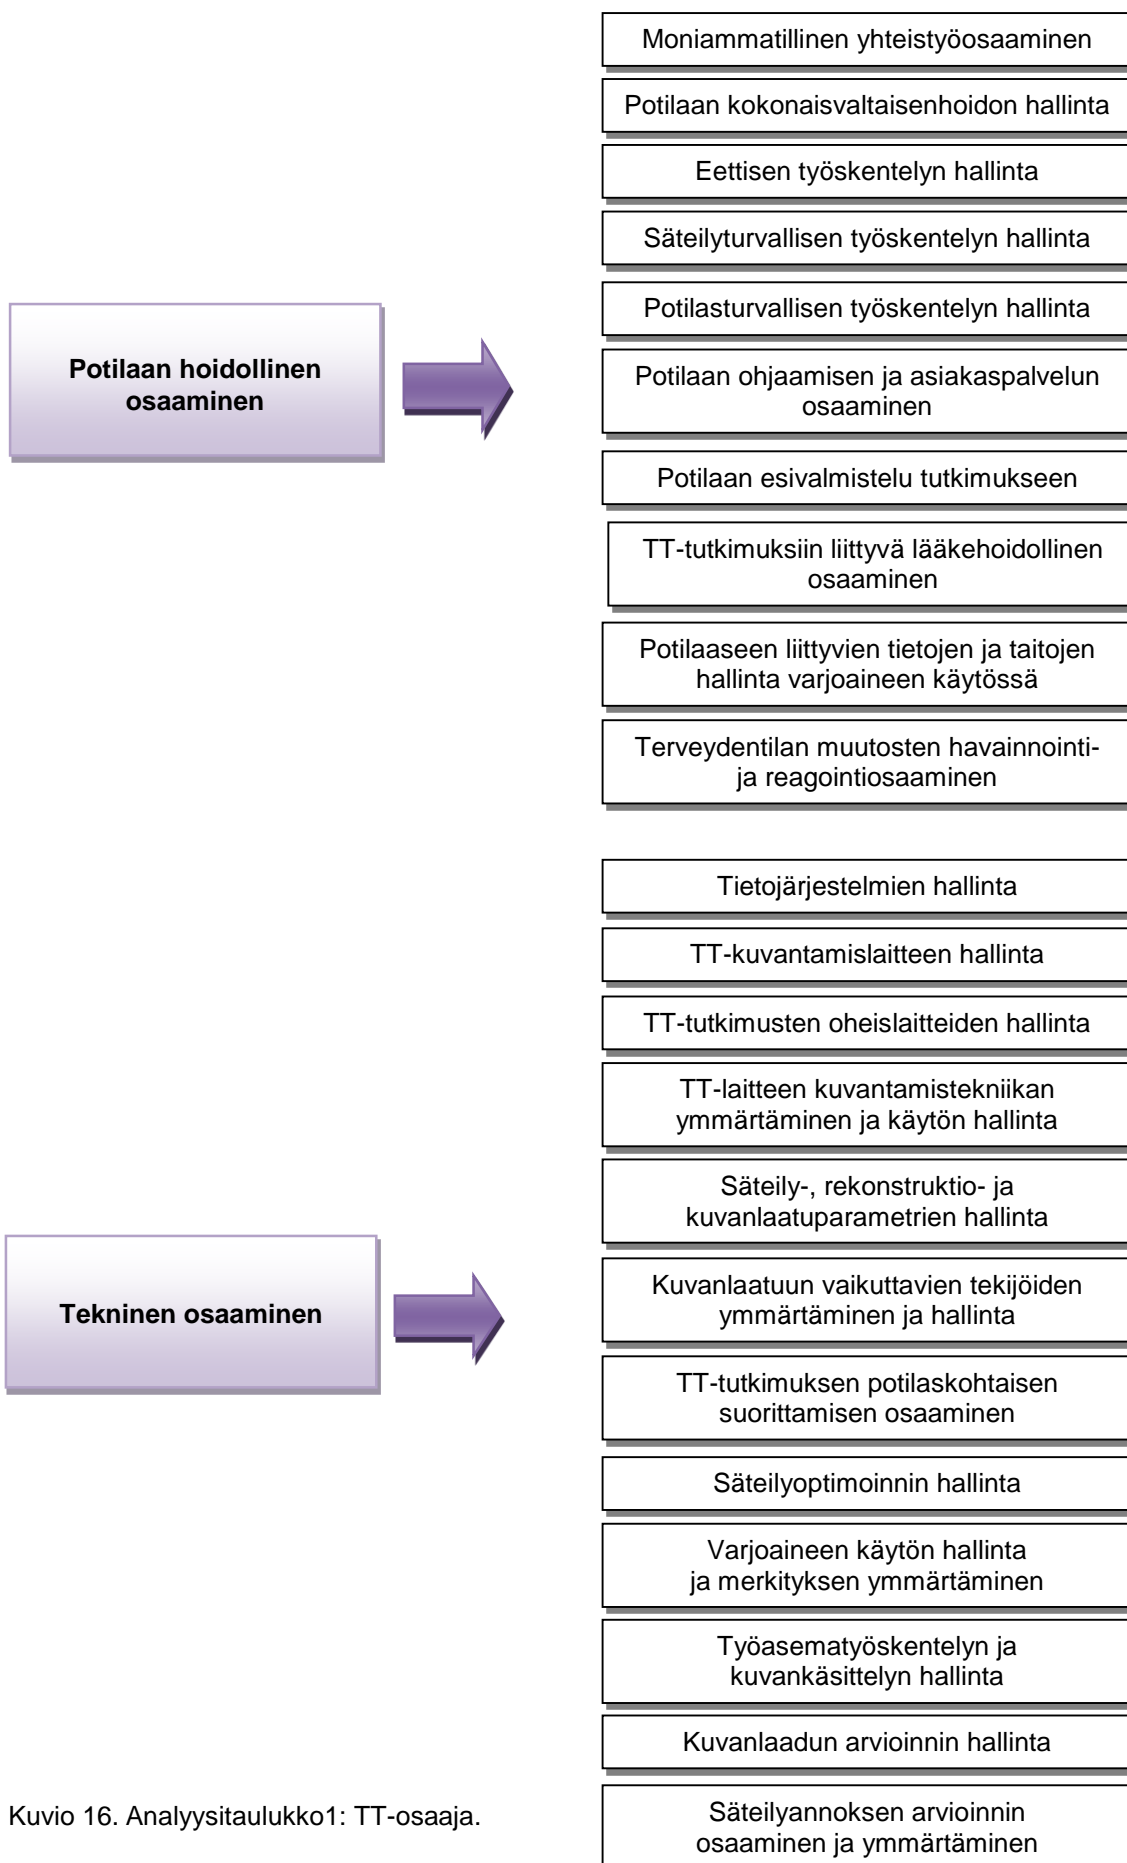 Moniammatillinen yhteistyöosaaminen
Potilaan kokonaisvaltaisenhoidon hallinta
Eettisen työskentelyn hallinta
Säteilyturvallisen työskentelyn hallinta
Potilasturvallisen työskentelyn hallinta
Potilaan hoidollinen
osaaminen
Potilaan ohjaamisen ja asiakaspalvelun
osaaminen
Potilaan esivalmistelu tutkimukseen
TT-tutkimuksiin liittyvä lääkehoidollinen
osaaminen
Potilaaseen liittyvien tietojen ja taitojen
hallinta varjoaineen käytössä
Terveydentilan muutosten havainnointi-
ja reagointiosaaminen
Tietojärjestelmien hallinta
TT-kuvantamislaitteen hallinta
TT-tutkimusten oheislaitteiden hallinta
TT-laitteen kuvantamistekniikan
ymmärtäminen ja käytön hallinta
Säteily-, rekonstruktio- ja
kuvanlaatuparametrien hallinta
Tekninen osaaminen
Kuvanlaatuun vaikuttavien tekijöiden
ymmärtäminen ja hallinta
TT-tutkimuksen potilaskohtaisen
suorittamisen osaaminen
Säteilyoptimoinnin hallinta
Varjoaineen käytön hallinta
ja merkityksen ymmärtäminen
Työasematyöskentelyn ja
kuvankäsittelyn hallinta
Kuvanlaadun arvioinnin hallinta
Säteilyannoksen arvioinnin
osaaminen ja ymmärtäminen
Kuvio 16. Analyysitaulukko1: TT-osaaja.